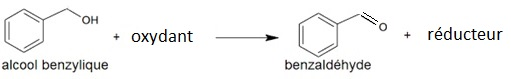 OH + oxydant O + réducteur
alcool benzylique benzaldéhyde